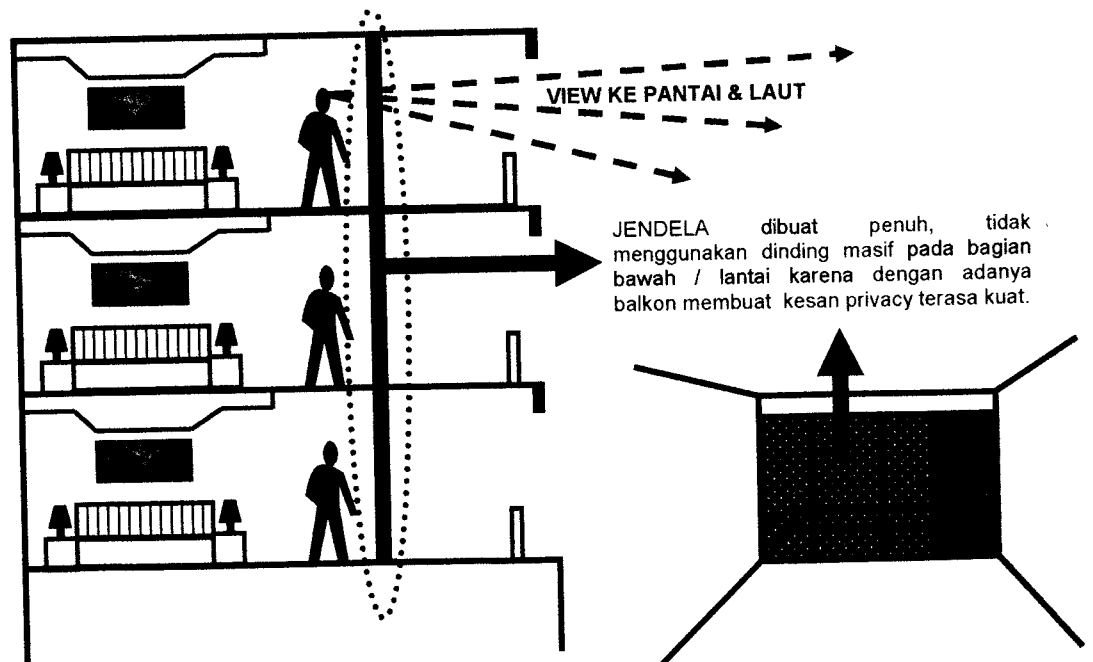 VIEW KE PANTAI & LAUT
JENDELA dibuat penuh, tidak
menggunakan dinding masif pada bagian
bawah / lantai karena dengan adanya
balkon membuat kesan privacy terasa kuat.